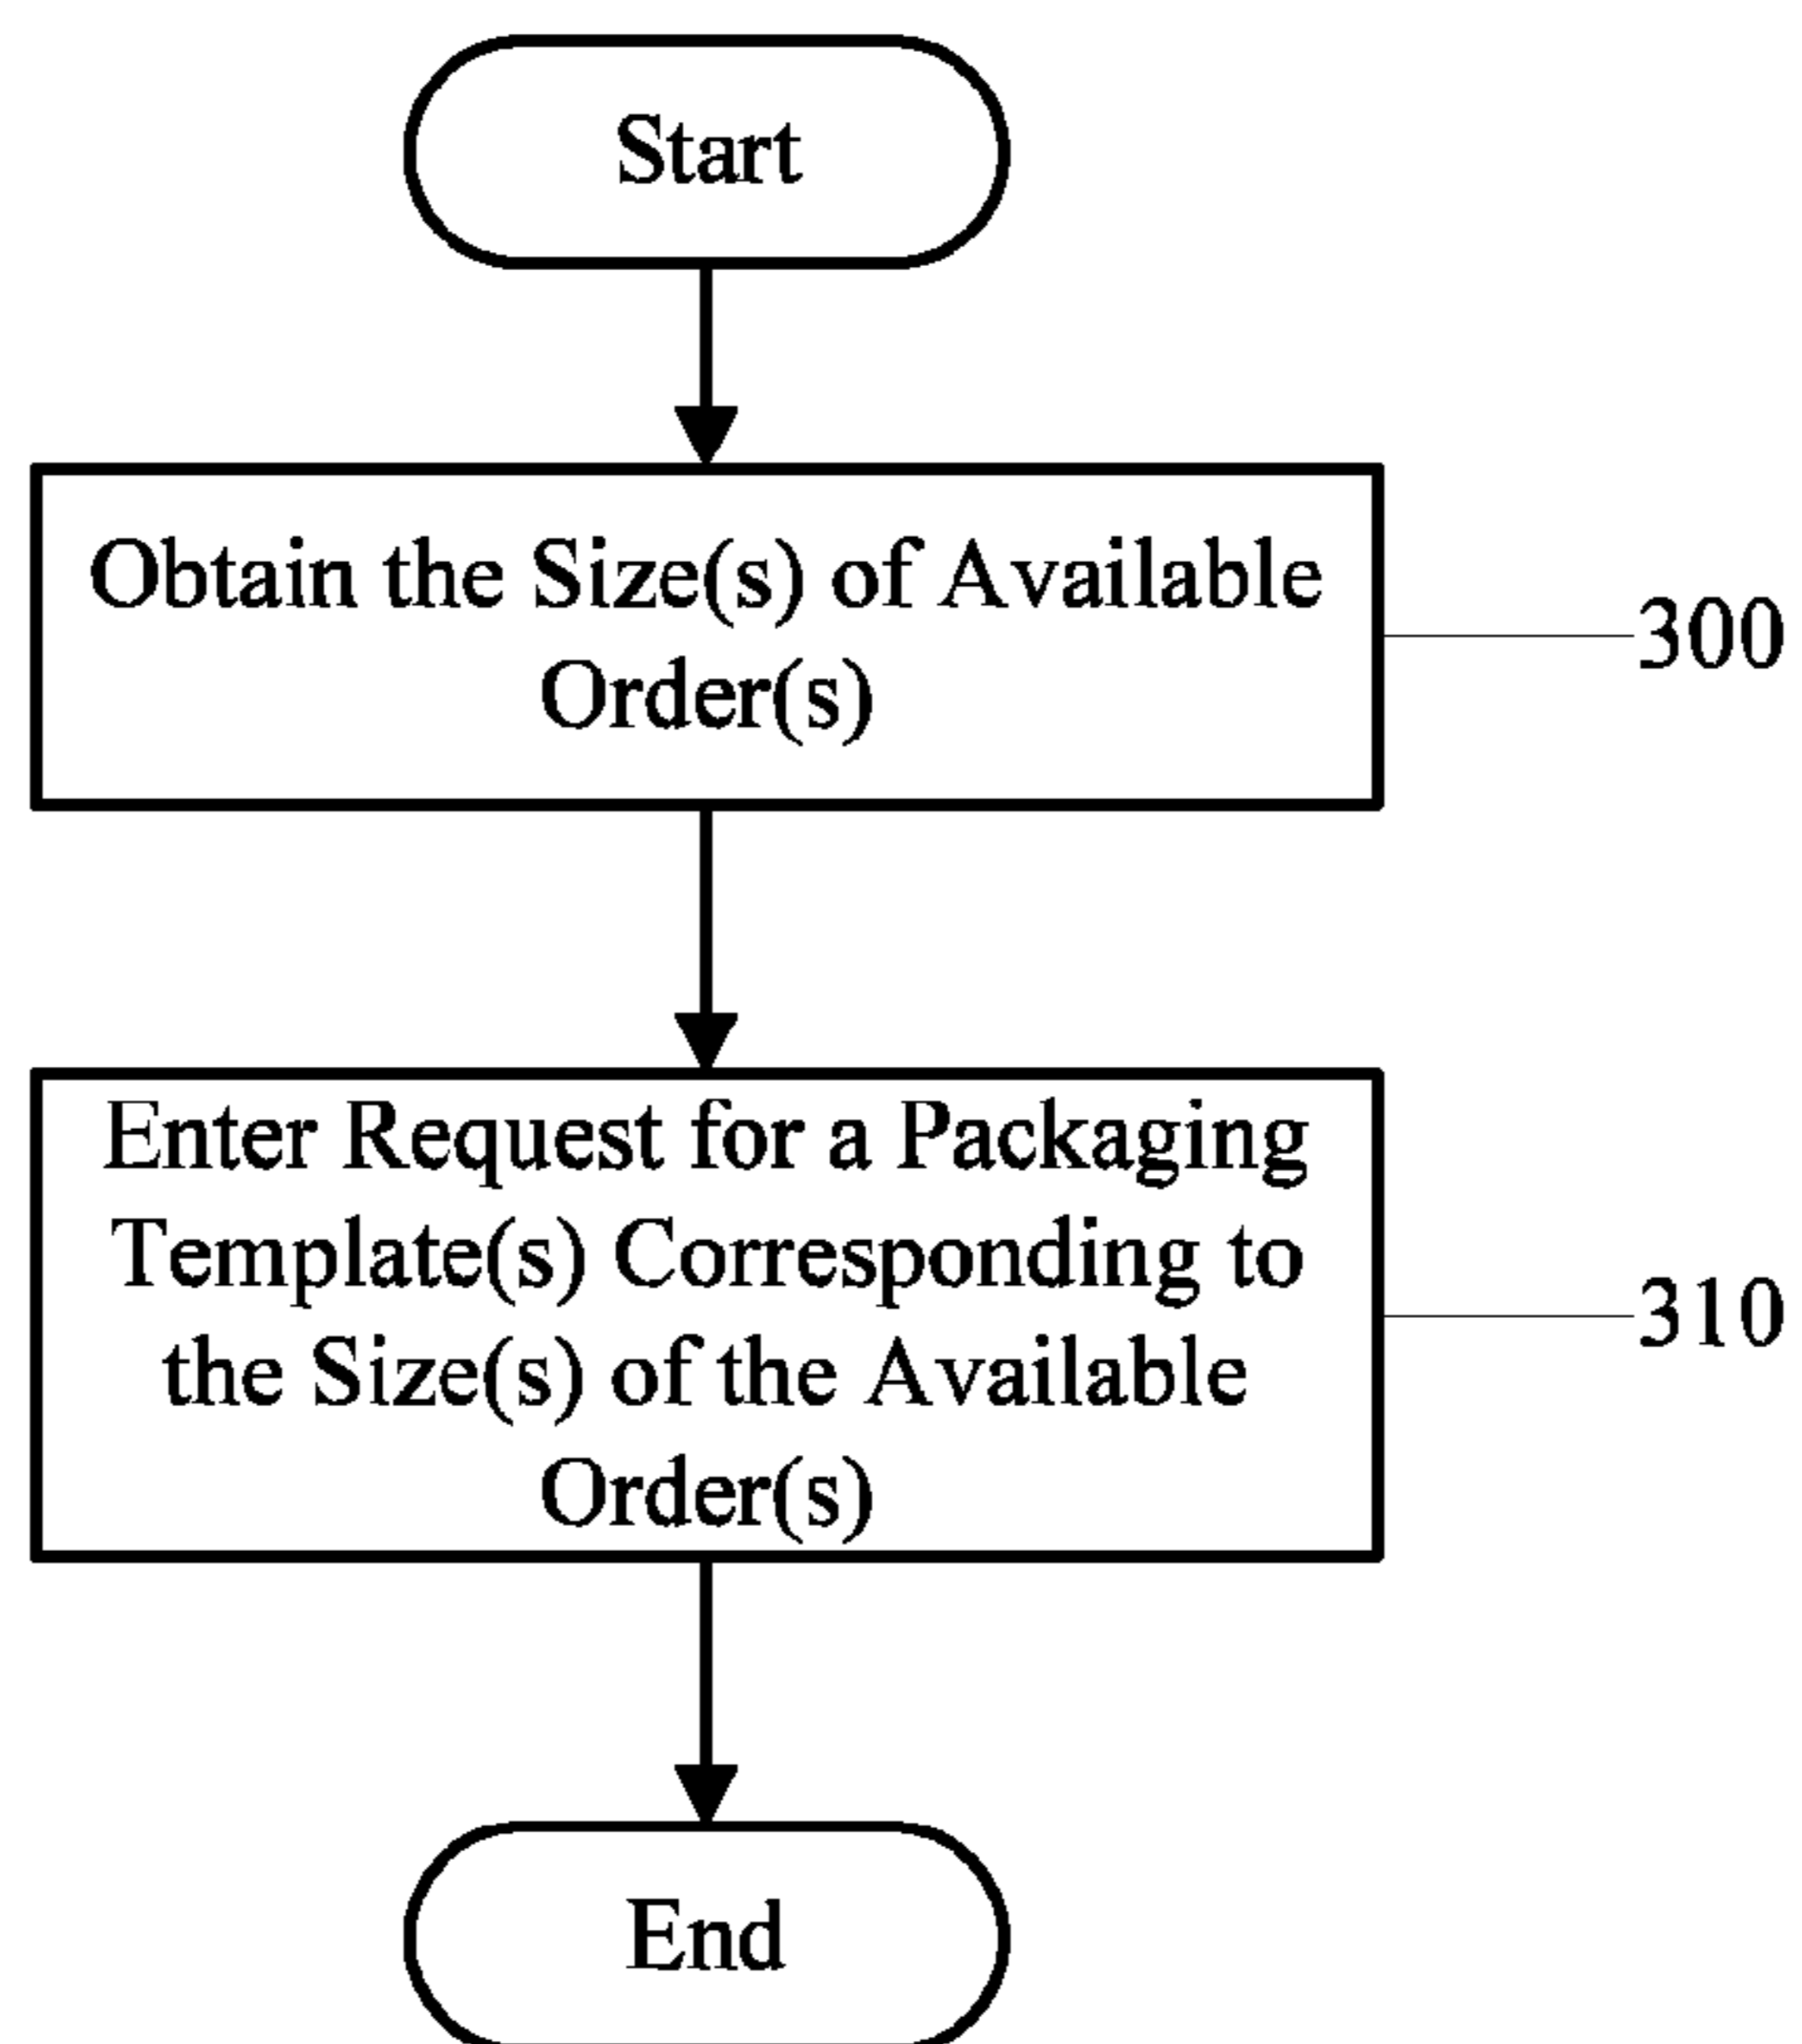 Start
Obtain the Size(s) of Available
Order(s)
300
Enter Request for a Packaging
Template(s) Corresponding to
the Size(s) of the Available
Order(s)
310
End